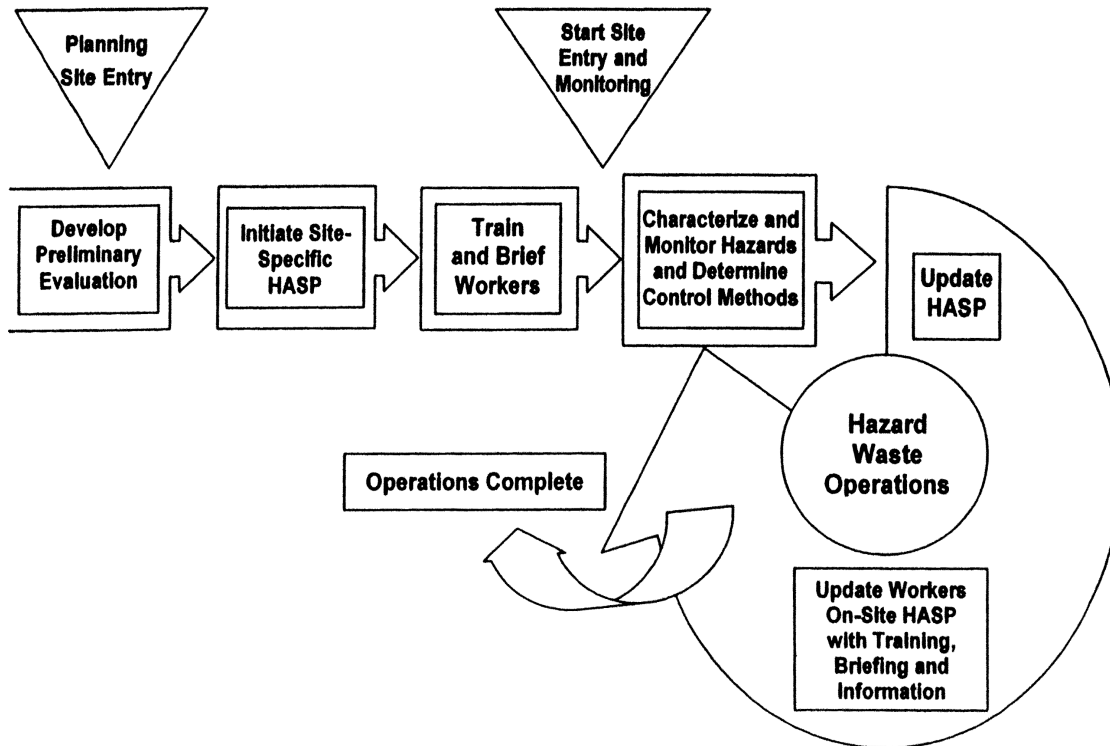 Planning
Site Entry
Start Site
Entry and
Monitoring
Develop
Preliminary
Evaluation
Initiate Site-
Specific
HASP
Train
and Brief
Workers
Characterize and
Monitor Hazards
and Determine
Control Methods
Update
HASP
Hazard
Waste
Operations
Operations Complete
Update Workers
On-Site HASP
with Training,
Briefing and
Information